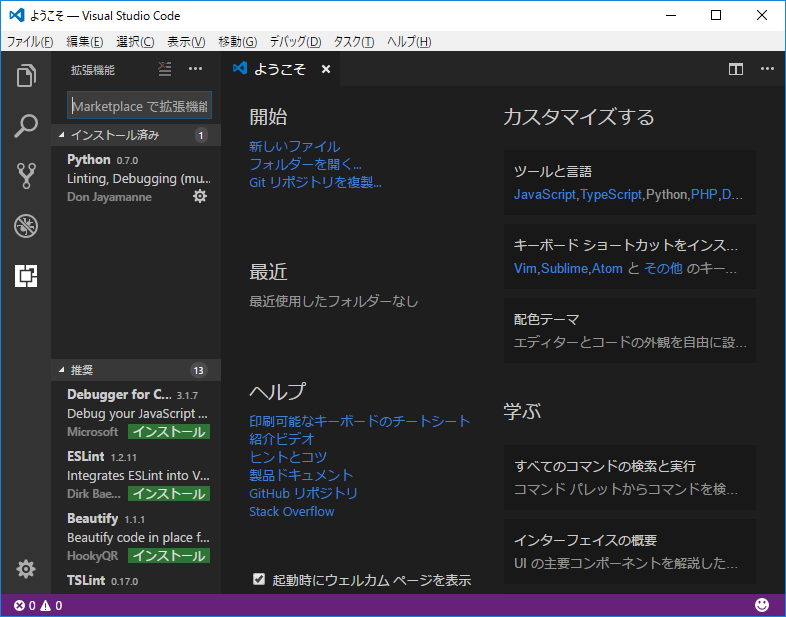 ようこそ — Visual Studio Code
ファイル(F) 編集(E) 選択(C) 表示(V) 移動(G) デバッグ(D) タスク(T) ヘルプ(H)
拡張機能
Marketplace で拡張機能
インストール済み 1
Python 0.7.0
Linting, Debugging (mu...
Don Jayamanne
推奨 13
Debugger for C... 3.1.7
Debug your JavaScript ...
Microsoft インストール
ESLint 1.2.11
Integrates ESLint into V...
Dirk Bae... インストール
Beautify 1.1.1
Beautify code in place f...
HookyQR インストール
TSLint 0.17.0
ようこそ
開始
新しいファイル
フォルダーを開く...
Git リポジトリを複製...
最近
最近使用したフォルダーなし
ヘルプ
印刷可能なキーボードのチートシート
紹介ビデオ
ヒントとコツ
製品ドキュメント
GitHub リポジトリ
Stack Overflow
起動時にウェルカム ページを表示
カスタマイズする
ツールと言語
JavaScript,TypeScript,Python,PHP,D...
キーボード ショートカットをインス...
Vim,Sublime,Atom と その他 のキー...
配色テーマ
エディターとコードの外観を自由に設...
学ぶ
すべてのコマンドの検索と実行
コマンド パレットからコマンドを検...
インターフェイスの概要
UI の主要コンポーネントを解説した...
0 0